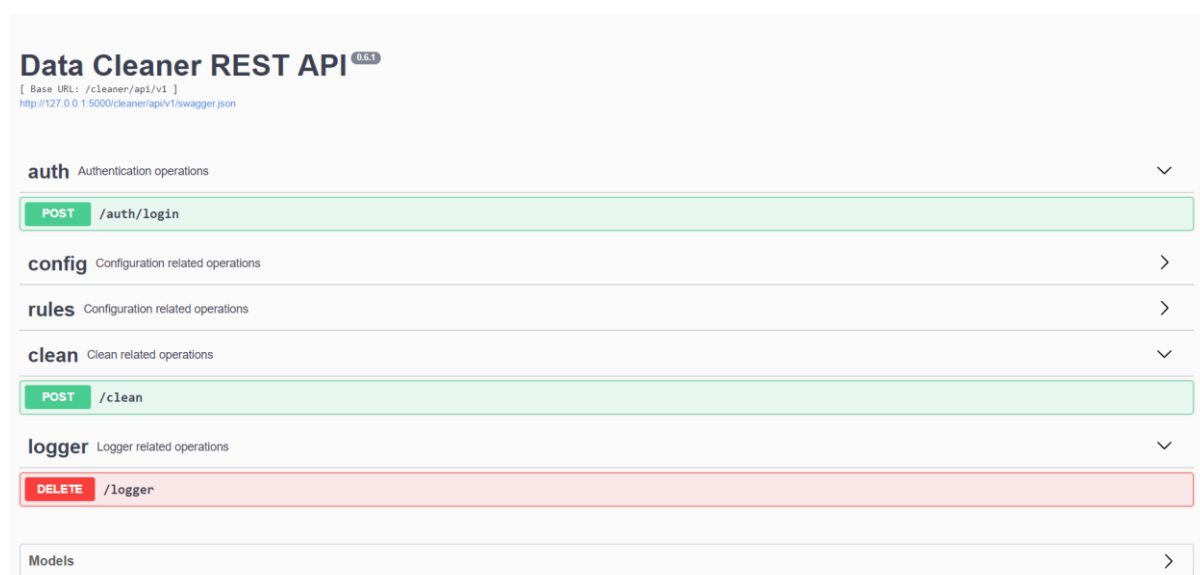 Data Cleaner REST API 0.6.1
[ Base URL: /cleaner/api/v1 ]
http://127.0.0.1:5000/cleaner/api/v1/swagger.json
auth Authentication operations
POST /auth/login
config Configuration related operations
rules Configuration related operations
clean Clean related operations
POST /clean
logger Logger related operations
DELETE /logger
Models